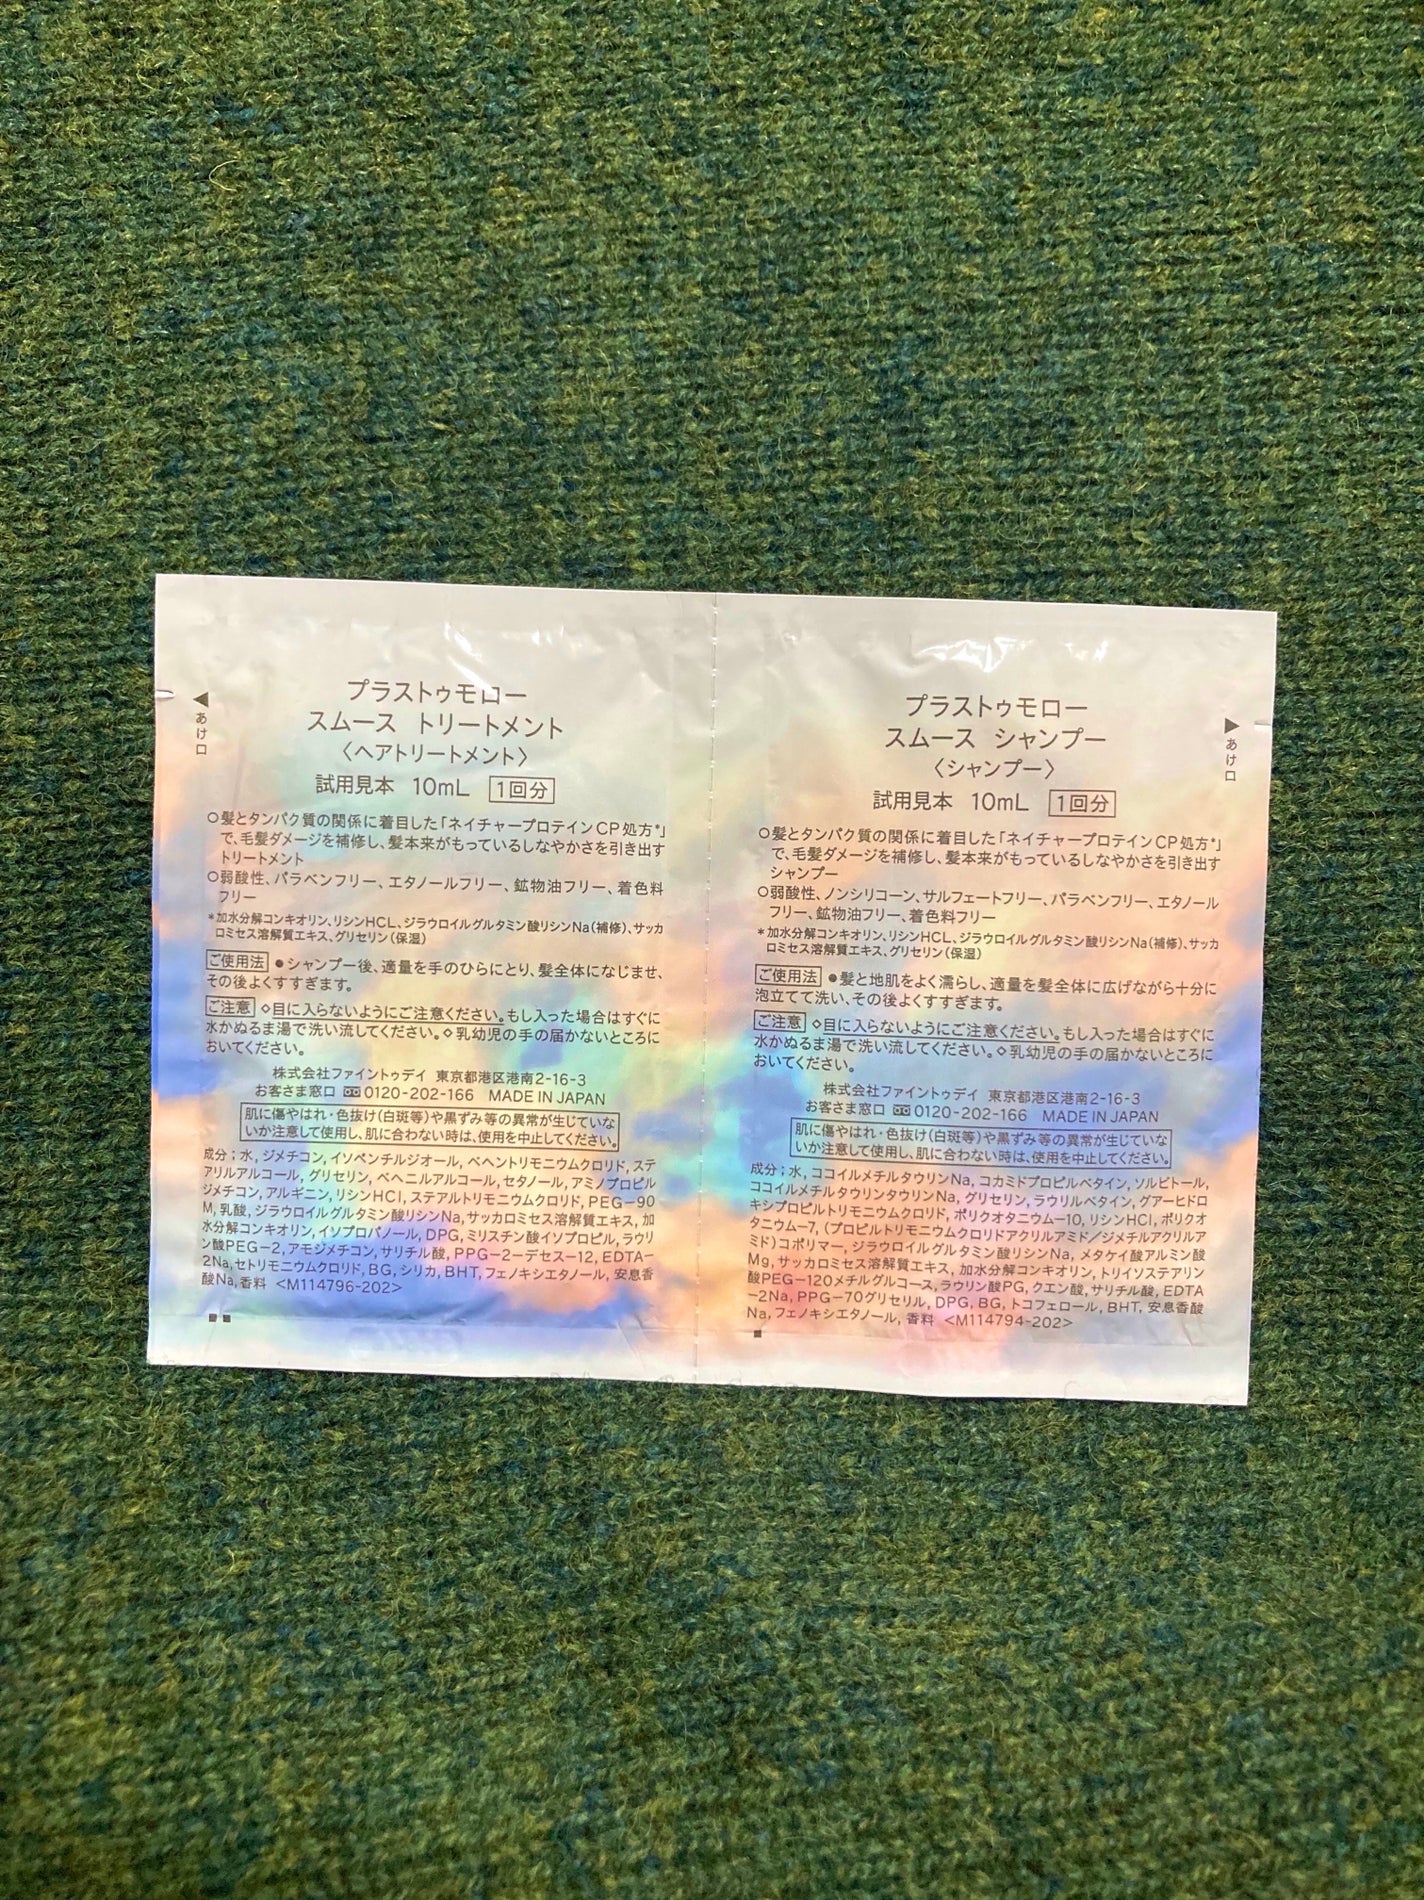 あけ口
プラストゥモロー
スムース トリートメント
〈ヘアトリートメント〉
試用見本 10mL 1回分
○髪とタンパク質の関係に着目した「ネイチャープロテインCP処方*」
で、毛髪ダメージを補修し、髪本来がもっているしなやかさを引き出す
トリートメント
○弱酸性、パラベンフリー、エタノールフリー、鉱物油フリー、着色料
フリー
*加水分解コンキオリン、リシンHCL、ジラウロイルグルタミン酸リシンNa(補修)、サッカ
ロミセス溶解質エキス、グリセリン(保湿)
ご使用法 ●シャンプー後、適量を手のひらにとり、髪全体になじませ、
その後よくすすぎます。
ご注意 ◇目に入らないようにご注意ください。もし入った場合はすぐに
水かぬるま湯で洗い流してください。◇乳幼児の手の届かないところに
おいてください。
株式会社ファイントゥデイ 東京都港区港南2-16-3
お客さま窓口 0120-202-166 MADE IN JAPAN
肌に傷やはれ・色抜け(白斑等)や黒ずみ等の異常が生じていな
いか注意して使用し、肌に合わない時は、使用を中止してください。
成分;水, ジメチコン, イソペンチルジオール, ベヘントリモニウムクロリド, ステ
アリルアルコール, グリセリン, ベヘニルアルコール, セタノール, アミノプロピル
ジメチコン, アルギニン, リシンHCl, ステアルトリモニウムクロリド, PEG-90
M, 乳酸, ジラウロイルグルタミン酸リシンNa, サッカロミセス溶解質エキス, 加
水分解コンキオリン, イソプロパノール, DPG, ミリスチン酸イソプロピル, ラウリ
ン酸PEG-2, アモジメチコン, サリチル酸, PPG-2-デセス-12, EDTA-
2Na, セトリモニウムクロリド, BG, シリカ, BHT, フェノキシエタノール, 安息香
酸Na, 香料 <M114796-202>
あけ口
プラストゥモロー
スムース シャンプー
〈シャンプー〉
試用見本 10mL 1回分
○髪とタンパク質の関係に着目した「ネイチャープロテインCP処方*」
で、毛髪ダメージを補修し、髪本来がもっているしなやかさを引き出す
シャンプー
○弱酸性、ノンシリコーン、サルフェートフリー、パラベンフリー、エタノール
フリー、鉱物油フリー、着色料フリー
*加水分解コンキオリン、リシンHCL、ジラウロイルグルタミン酸リシンNa(補修)、サッカ
ロミセス溶解質エキス、グリセリン(保湿)
ご使用法 ●髪と地肌をよく濡らし、適量を髪全体に広げながら十分に
泡立てて洗い、その後よくすすぎます。
ご注意 ◇目に入らないようにご注意ください。もし入った場合はすぐに
水かぬるま湯で洗い流してください。◇乳幼児の手の届かないところに
おいてください。
株式会社ファイントゥデイ 東京都港区港南2-16-3
お客さま窓口 0120-202-166 MADE IN JAPAN
肌に傷やはれ・色抜け(白斑等)や黒ずみ等の異常が生じていな
いか注意して使用し、肌に合わない時は、使用を中止してください。
成分;水, ココイルメチルタウリンNa, コカミドプロピルベタイン, ソルビトール,
ココイルメチルタウリンタウリンNa, グリセリン, ラウリルベタイン, グアーヒドロ
キシプロピルトリモニウムクロリド, ポリクオタニウム-10, リシンHCl, ポリクオ
タニウム-7, (プロピルトリモニウムクロリドアクリルアミド/ジメチルアクリルア
ミド)コポリマー, ジラウロイルグルタミン酸リシンNa, メタケイ酸アルミン酸
Mg, サッカロミセス溶解質エキス, 加水分解コンキオリン, トリイソステアリン
酸PEG-120メチルグルコース, ラウリン酸PG, クエン酸, サリチル酸, EDTA
-2Na, PPG-70グリセリル, DPG, BG, トコフェロール, BHT, 安息香酸
Na, フェノキシエタノール, 香料 <M114794-202>